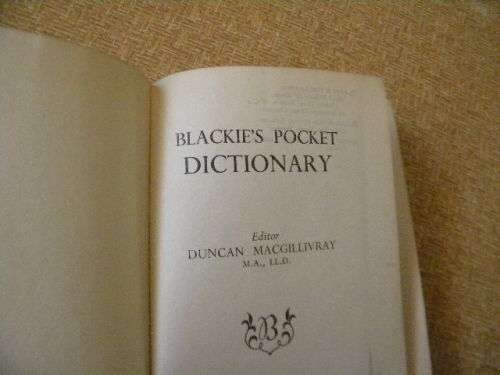 BLACKIE'S POCKET
DICTIONARY
Editor
DUNCAN MACGILLIVRAY
M.A., LL.D.
B